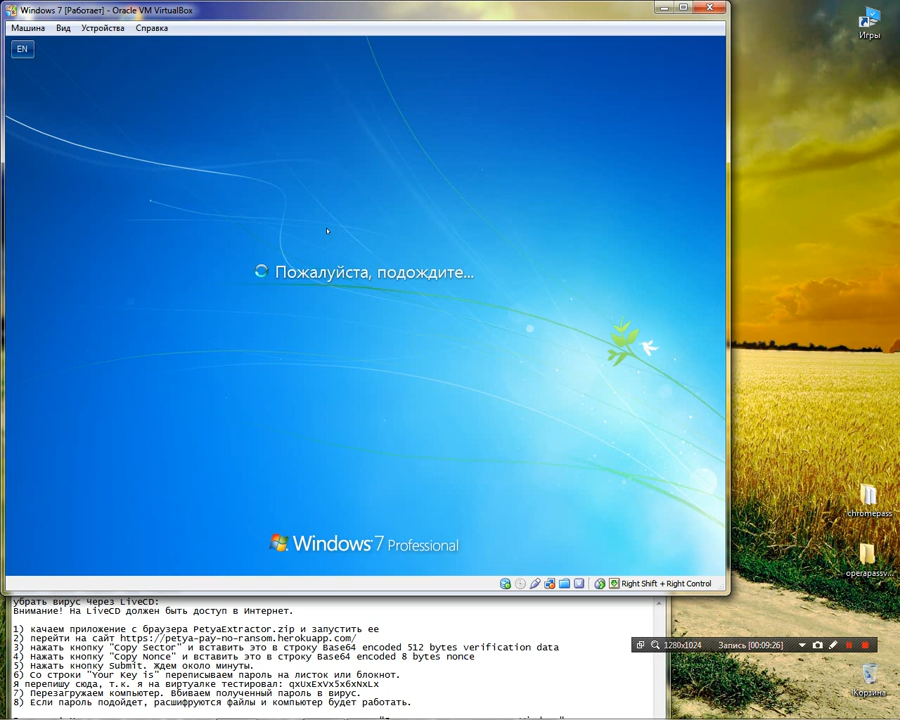 Windows 7 [Работает] - Oracle VM VirtualBox
Машина Вид Устройства Справка
EN
Игры
Пожалуйста, подождите...
Windows 7 Professional
chromepass
operapassv...
Right Shift + Right Control
убрать вирус через LiveCD:
Внимание! На LiveCD должен быть доступ в Интернет.
1) качаем приложение с браузера PetyaExtractor.zip и запустить ее
2) перейти на сайт https://petya-pay-no-ransom.herokuapp.com/
3) нажать кнопку "Copy Sector" и вставить это в строку Base64 encoded 512 bytes verification data
4) нажать кнопку "Copy Nonce" и вставить это в строку Base64 encoded 8 bytes nonce
5) Нажать кнопку Submit. Ждем около минуты.
6) Со строки "Your Key is" переписываем пароль на листок или блокнот.
Я перепишу сюда, т.к. я на виртуалке тестировал: qxUxExVx5x6xNxLx
7) Перезагружаем компьютер. Вбиваем полученный пароль в вирус.
8) Если пароль подойдет, расшифруются файлы и компьютер будет работать.
1280x1024 Запись [00:09:26]
Корзина